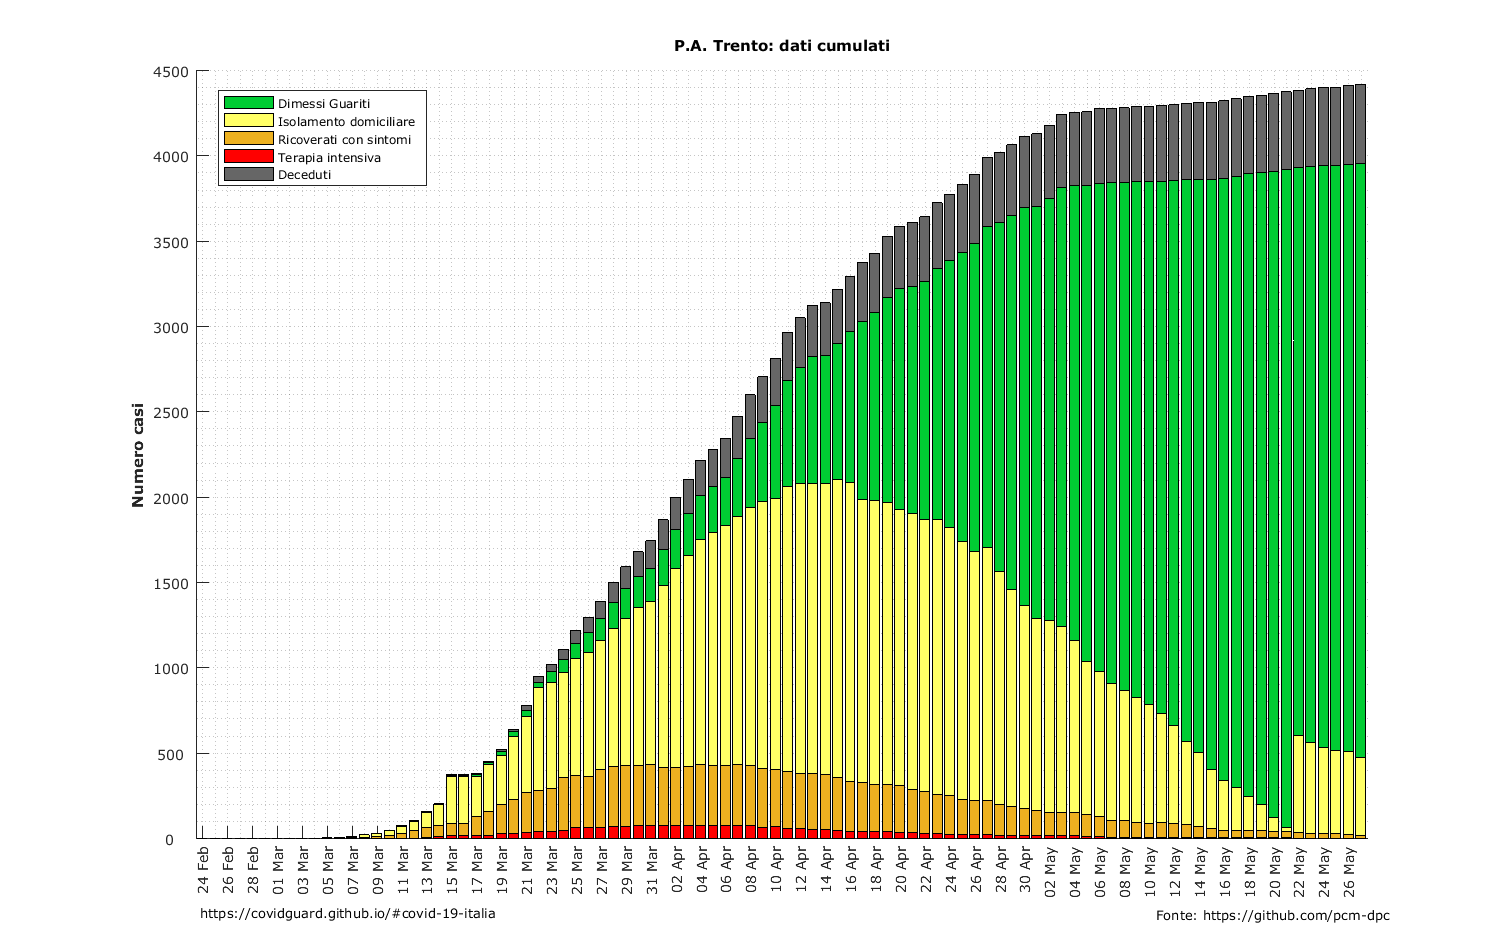 P.A. Trento: dati cumulati
4500
4000
3500
3000
2500
2000
1500
1000
500
0
Numero casi
Dimessi Guariti
Isolamento domiciliare
Ricoverati con sintomi
Terapia intensiva
Deceduti
24 Feb
26 Feb
28 Feb
01 Mar
03 Mar
05 Mar
07 Mar
09 Mar
11 Mar
13 Mar
15 Mar
17 Mar
19 Mar
21 Mar
23 Mar
25 Mar
27 Mar
29 Mar
31 Mar
02 Apr
04 Apr
06 Apr
08 Apr
10 Apr
12 Apr
14 Apr
16 Apr
18 Apr
20 Apr
22 Apr
24 Apr
26 Apr
28 Apr
30 Apr
02 May
04 May
06 May
08 May
10 May
12 May
14 May
16 May
18 May
20 May
22 May
24 May
26 May
https://covidguard.github.io/#covid-19-italia
Fonte: https://github.com/pcm-dpc